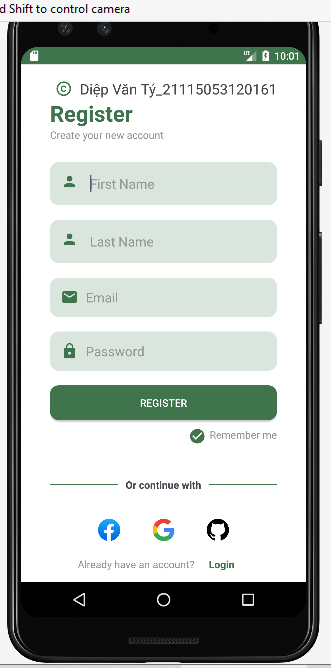 d Shift to control camera
LTE 10:01
© Diệp Văn Tý_21115053120161
Register
Create your new account
First Name
Last Name
Email
Password
REGISTER
Remember me
Or continue with
Already have an account? Login